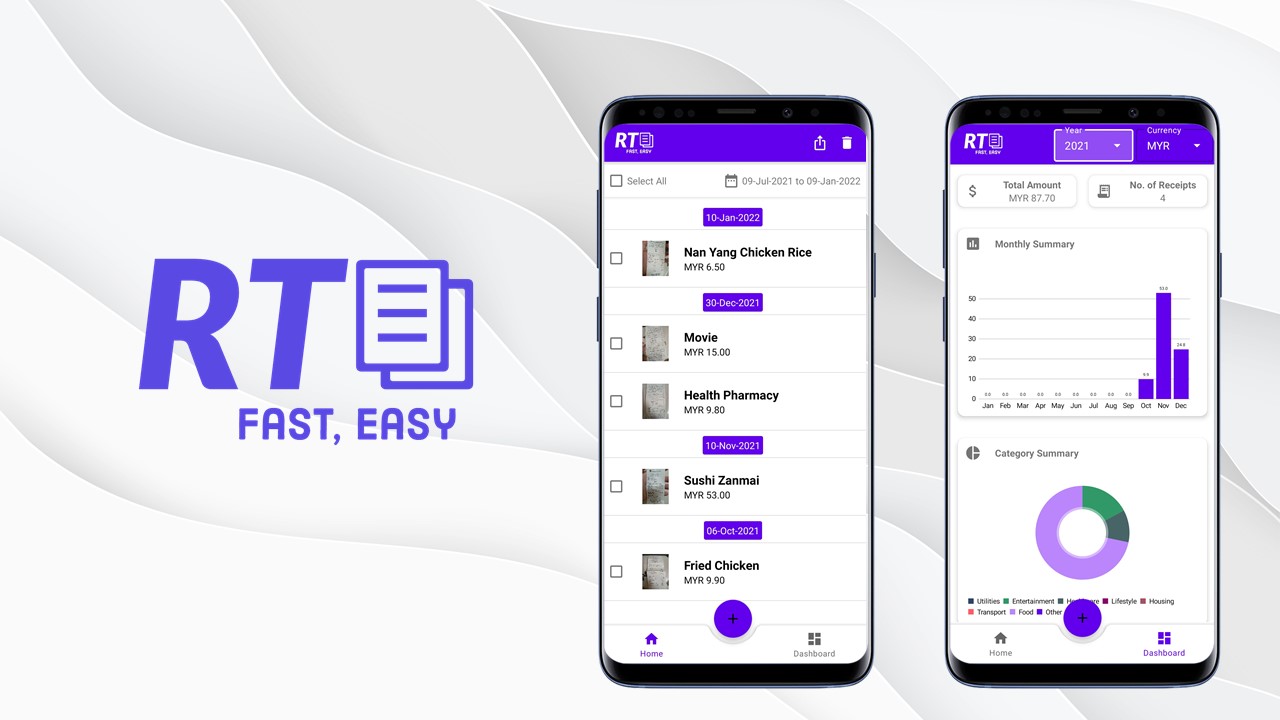 RT
FAST, EASY
RT
FAST, EASY
Select All
09-Jul-2021 to 09-Jan-2022
10-Jan-2022
Nan Yang Chicken Rice
MYR 6.50
30-Dec-2021
Movie
MYR 15.00
Health Pharmacy
MYR 9.80
10-Nov-2021
Sushi Zanmai
MYR 53.00
06-Oct-2021
Fried Chicken
MYR 9.90
+
Home
Dashboard
RT
FAST, EASY
Year
2021
Currency
MYR
$
Total Amount
MYR 87.70
No. of Receipts
4
Monthly Summary
50
40
30
20
10
0
0.0 0.0 0.0 0.0 0.0 0.0 0.0 0.0 0.0 9.9 53.0 24.8
Jan Feb Mar Apr May Jun Jul Aug Sep Oct Nov Dec
Category Summary
Utilities Entertainment Lifestyle Housing
Transport Food Other
+
Home
Dashboard